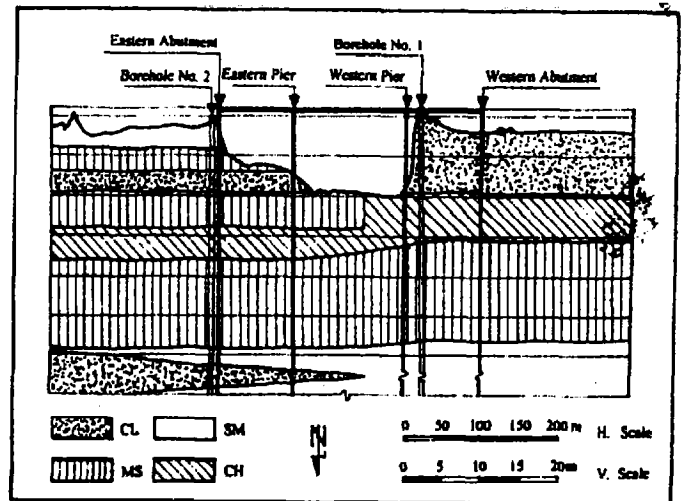 Eastern Abutment
Borehole No. 1
Borehole No. 2
Eastern Pier
Western Pier
Western Abutment
CL
SM
MS
CH
N
0 50 100 150 200 m
H. Scale
0 5 10 15 20m
V. Scale